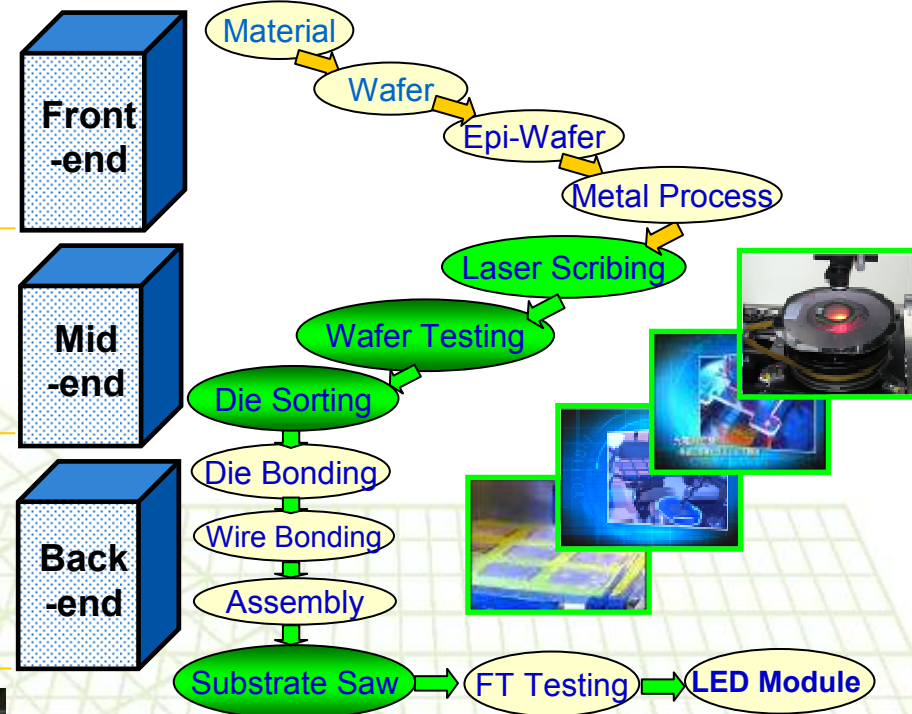 Front
-end
Material
Wafer
Epi-Wafer
Metal Process
Mid
-end
Laser Scribing
Wafer Testing
Die Sorting
Back
-end
Die Bonding
Wire Bonding
Assembly
Substrate Saw
FT Testing
LED Module